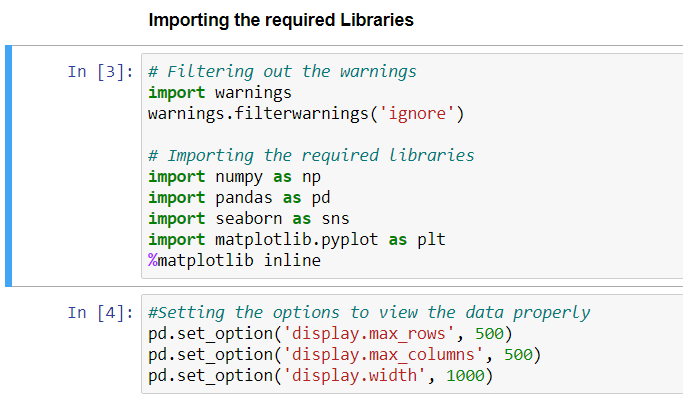 Importing the required Libraries
In [3]: # Filtering out the warnings
import warnings
warnings.filterwarnings('ignore')
# Importing the required libraries
import numpy as np
import pandas as pd
import seaborn as sns
import matplotlib.pyplot as plt
%matplotlib inline
In [4]: #Setting the options to view the data properly
pd.set_option('display.max_rows', 500)
pd.set_option('display.max_columns', 500)
pd.set_option('display.width', 1000)